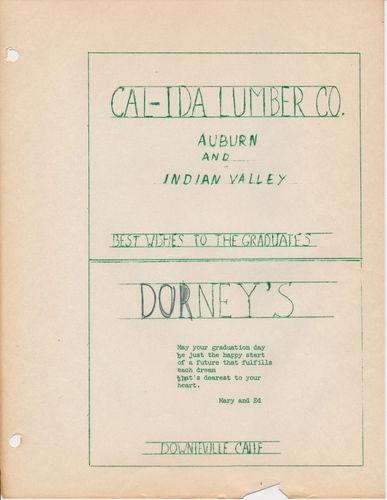 CAL-IDA LUMBER CO.
AUBURN
AND
INDIAN VALLEY
BEST WISHES TO THE GRADUATES
DORNEY'S
May your graduation day
be just the happy start
of a future that fulfills
each dream
that's dearest to your
heart.
Mary and Ed
DOWNIEVILLE CALIF